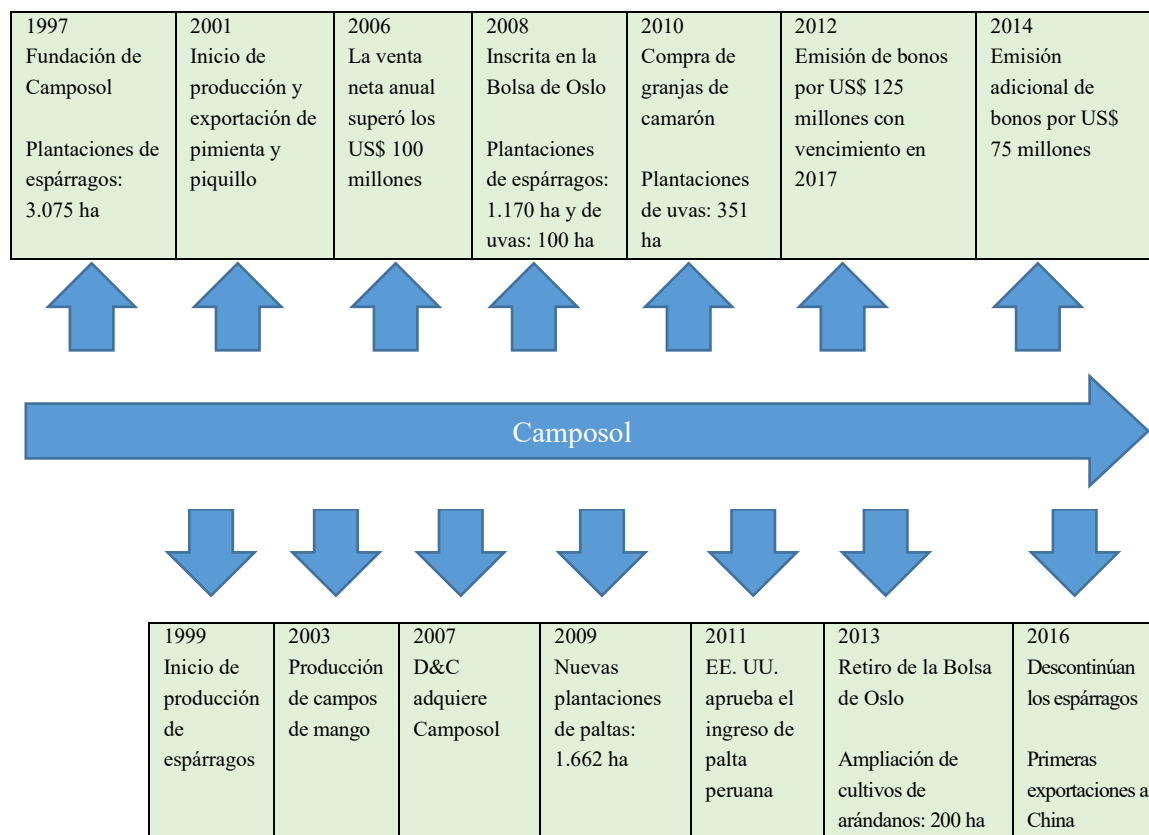 1997
Fundación de
Camposol
Plantaciones de
espárragos:
3.075 ha
2001
Inicio de
producción y
exportación de
pimienta y
piquillo
2006
La venta
neta anual
superó los
US$ 100
millones
2008
Inscrita en la
Bolsa de Oslo
Plantaciones
de espárragos:
1.170 ha y de
uvas: 100 ha
2010
Compra de
granjas de
camarón
Plantaciones
de uvas: 351
ha
2012
Emisión de bonos
por US$ 125
millones con
vencimiento en
2017
2014
Emisión
adicional de
bonos por US$
75 millones
Camposol
1999
Inicio de
producción
de
espárragos
2003
Producción
de campos
de mango
2007
D&C
adquiere
Camposol
2009
Nuevas
plantaciones
de paltas:
1.662 ha
2011
EE. UU.
aprueba el
ingreso de
palta
peruana
2013
Retiro de la Bolsa
de Oslo
Ampliación de
cultivos de
arándanos: 200 ha
2016
Descontinúan
los espárragos
Primeras
exportaciones a
China